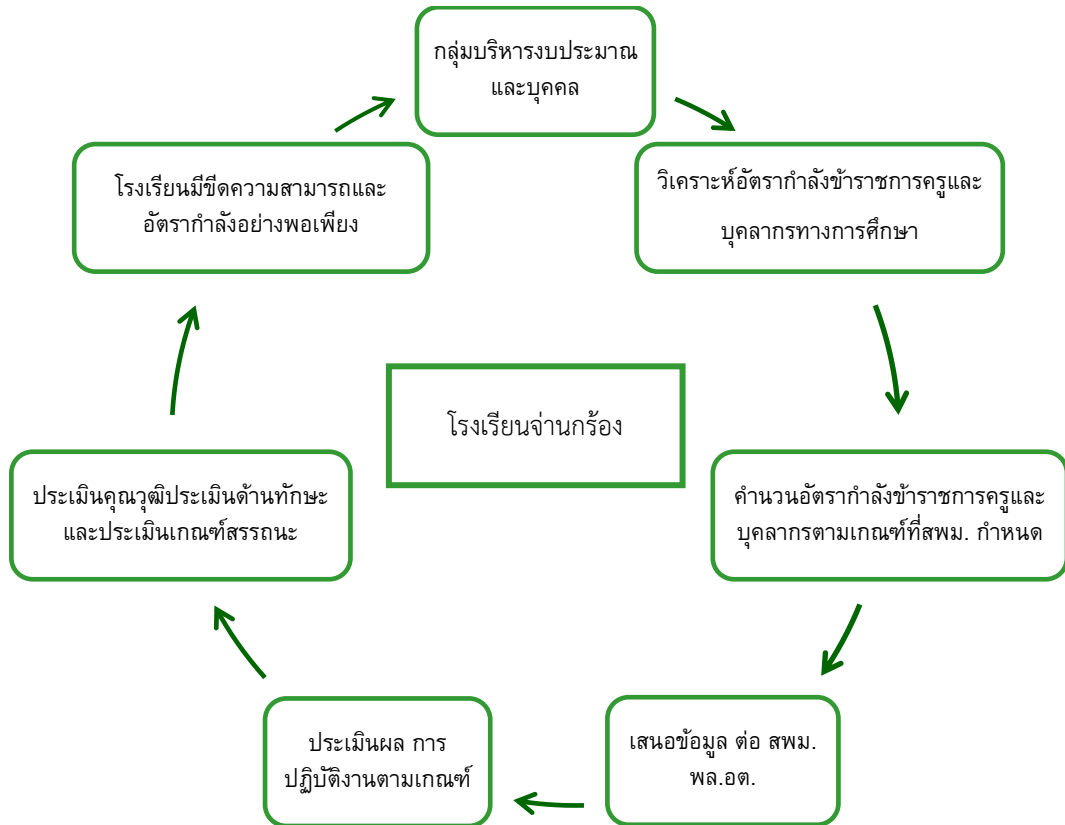 กลุ่มบริหารงบประมาณ
และบุคคล
วิเคราะห์อัตรากำลังข้าราชการครูและ
บุคลากรทางการศึกษา
คำนวนอัตรากำลังข้าราชการครูและ
บุคลากรตามเกณฑ์ที่สพม. กำหนด
เสนอข้อมูล ต่อ สพม.
พล.อต.
ประเมินผล การ
ปฏิบัติงานตามเกณฑ์
ประเมินคุณวุฒิประเมินด้านทักษะ
และประเมินเกณฑ์สรรถนะ
โรงเรียนมีขีดความสามารถและ
อัตรากำลังอย่างพอเพียง
โรงเรียนจ่านกร้อง